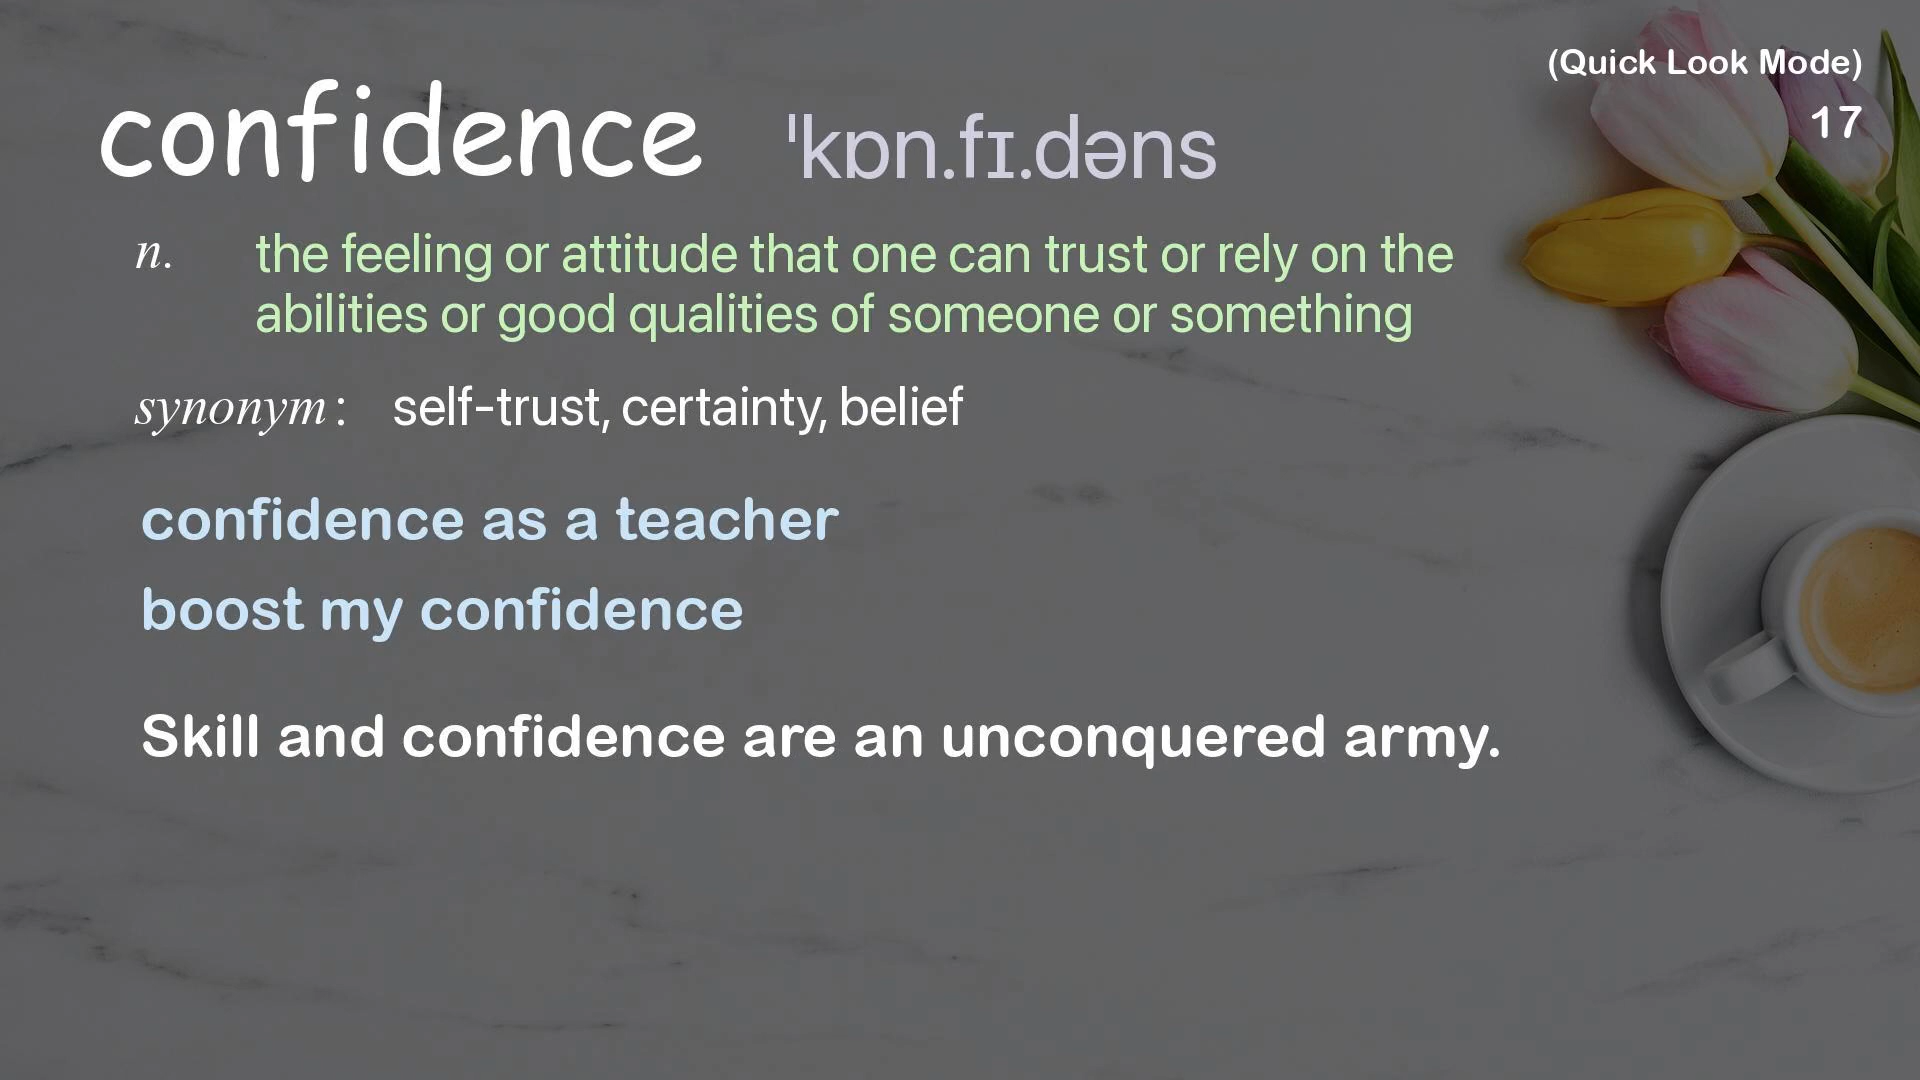 (Quick Look Mode)
17
confidence ˈkɒn.fɪ.dəns
n. the feeling or attitude that one can trust or rely on the
abilities or good qualities of someone or something
synonym: self-trust, certainty, belief
confidence as a teacher
boost my confidence
Skill and confidence are an unconquered army.